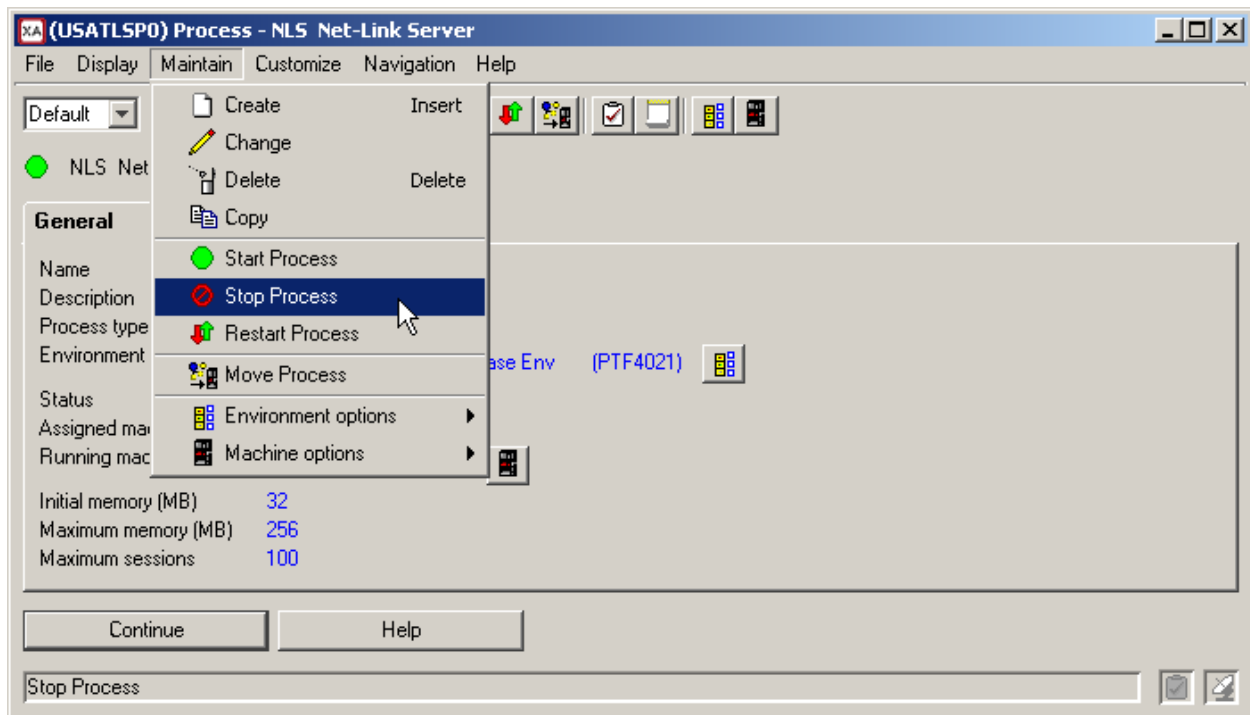 XA (USATLSP0) Process - NLS Net-Link Server
File Display Maintain Customize Navigation Help
Default
Create Insert
Change
Delete Delete
Copy
Start Process
Stop Process
Restart Process
Move Process
Environment options
Machine options
NLS Net
General
Name
Description
Process type
Environment ase Env (PTF4021)
Status
Assigned ma
Running mac
Initial memory (MB) 32
Maximum memory (MB) 256
Maximum sessions 100
Continue Help
Stop Process